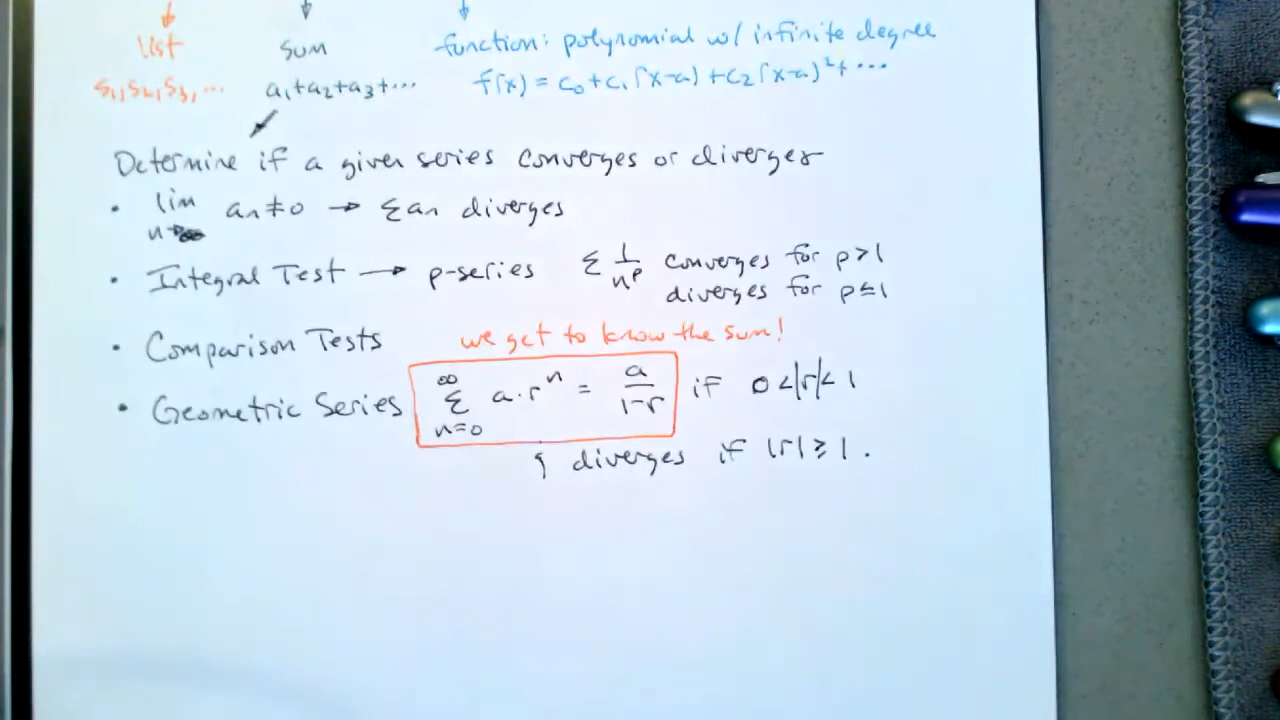 list sum function: polynomial w/ infinite degree
s₁,s₂,s₃,... a₁+a₂+a₃+... f(x) = c₀+c₁(x-a)+c₂(x-a)²+...
Determine if a given series converges or diverges
• lim n→∞ aₙ≠0 → Σaₙ diverges
• Integral Test → p-series Σ 1/nᵖ converges for p>1
diverges for p≤1
• Comparison Tests we get to know the sum!
• Geometric Series ∞ Σ n=0 a·rⁿ = a/(1-r) if 0<|r|<1
diverges if |r|≥1.